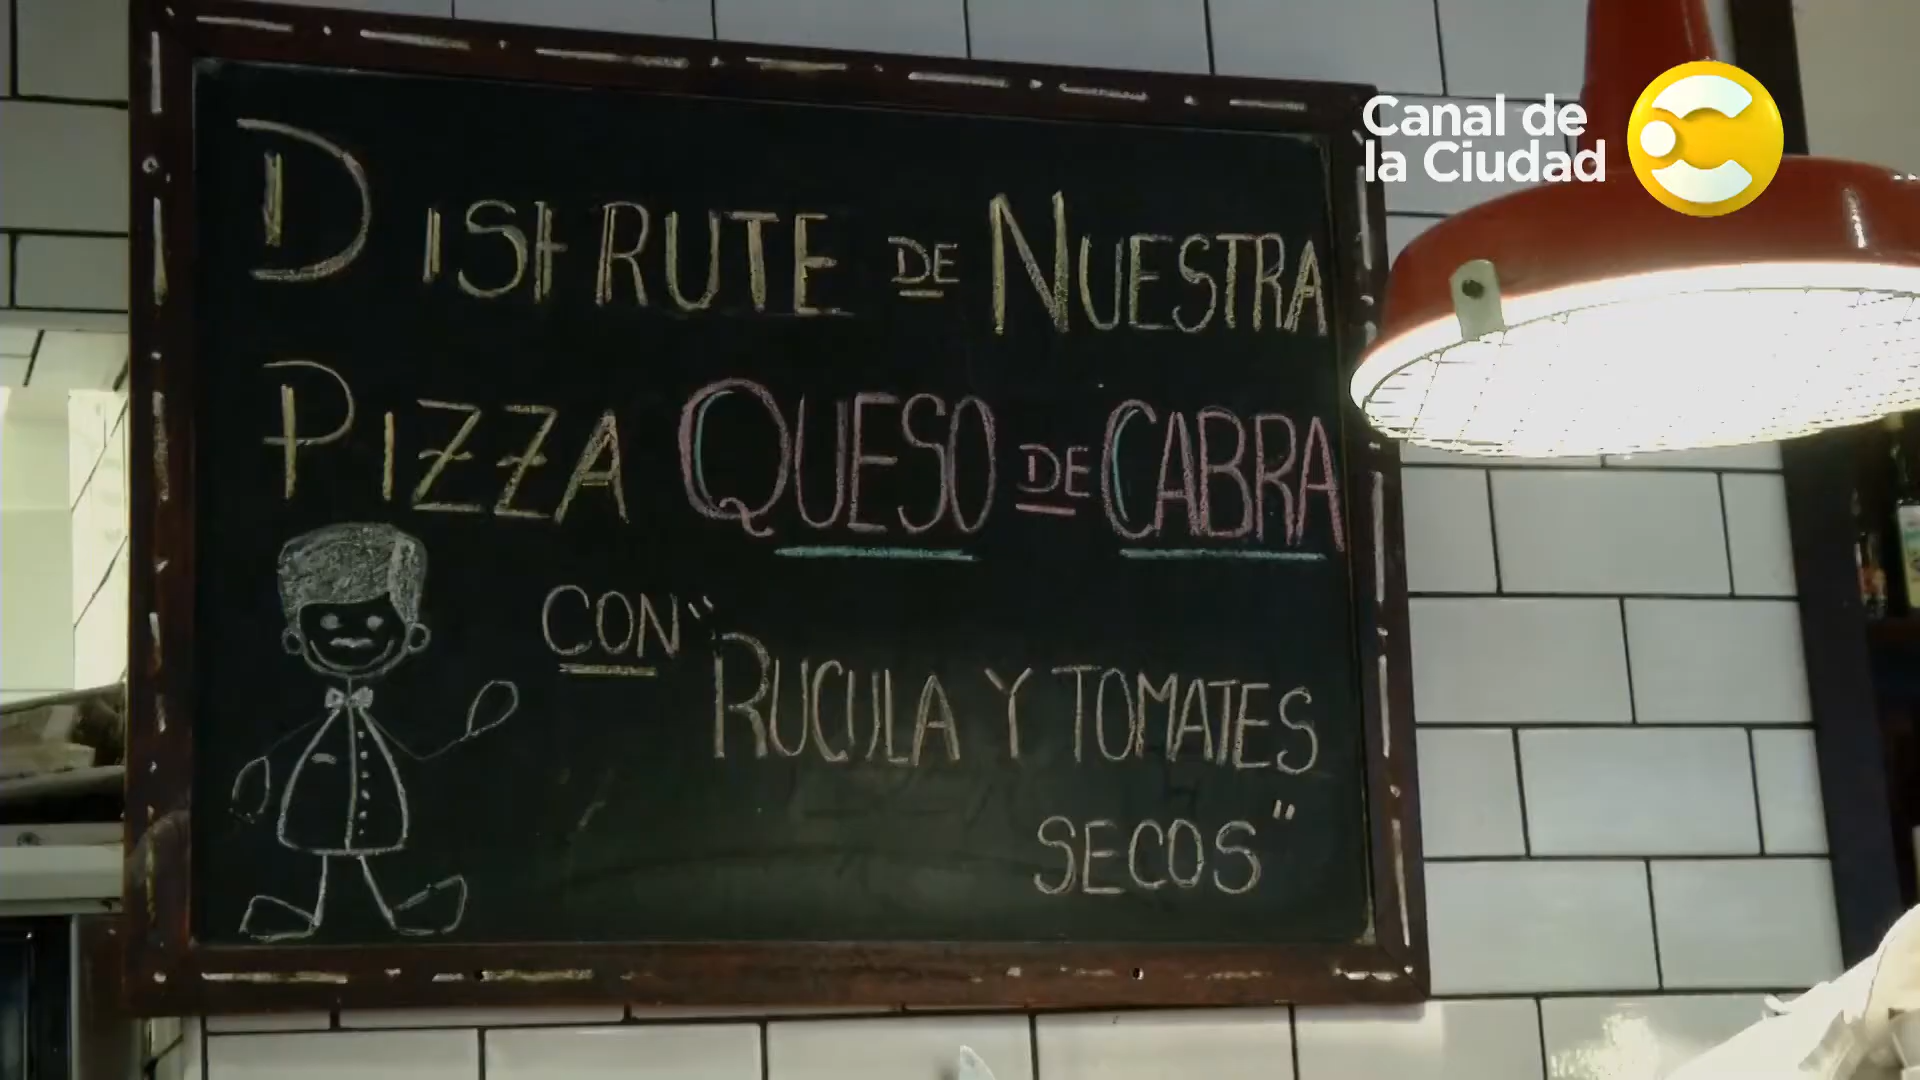 DISFRUTE DE NUESTRA
PIZZA QUESO DE CABRA
CON "RUCULA Y TOMATES
SECOS"
Canal de
la Ciudad